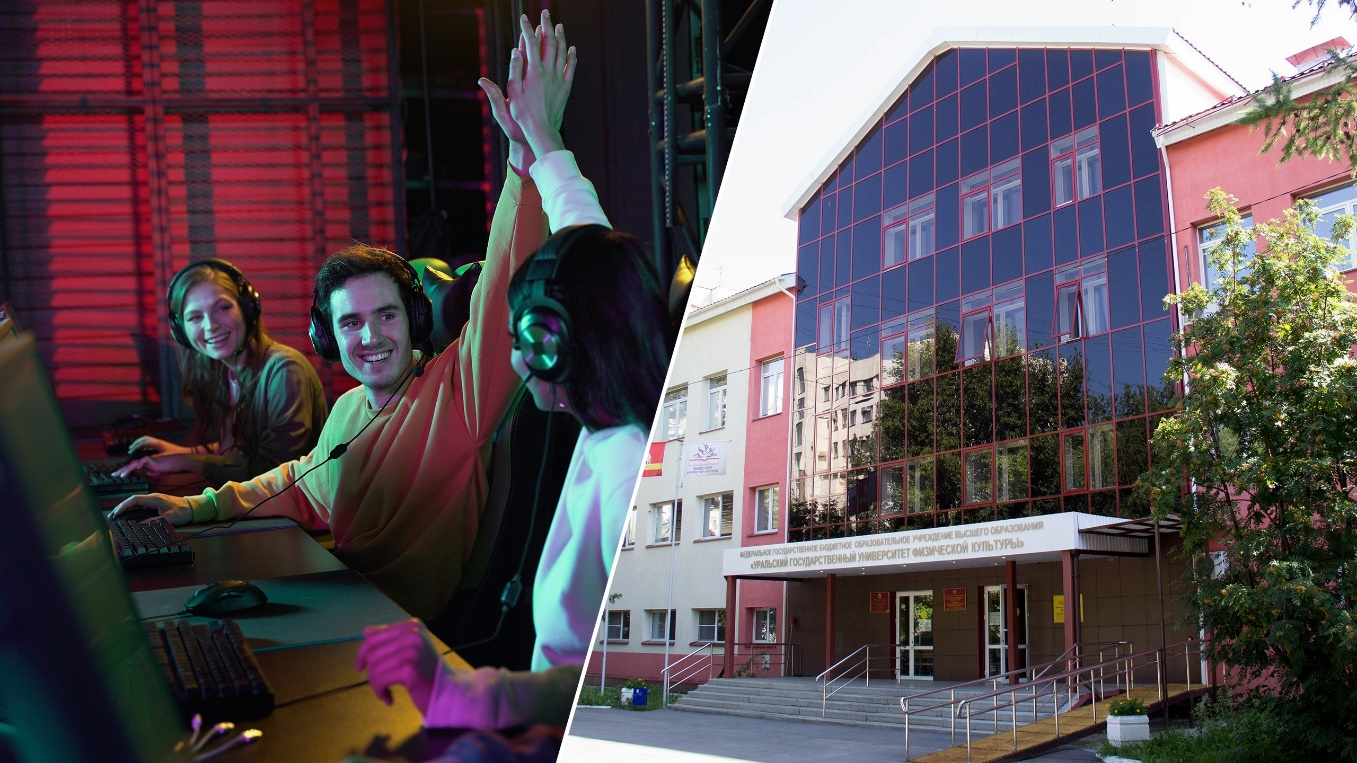 ФЕДЕРАЛЬНОЕ ГОСУДАРСТВЕННОЕ БЮДЖЕТНОЕ ОБРАЗОВАТЕЛЬНОЕ УЧРЕЖДЕНИЕ ВЫСШЕГО ОБРАЗОВАНИЯ
«УРАЛЬСКИЙ ГОСУДАРСТВЕННЫЙ УНИВЕРСИТЕТ ФИЗИЧЕСКОЙ КУЛЬТУРЫ»